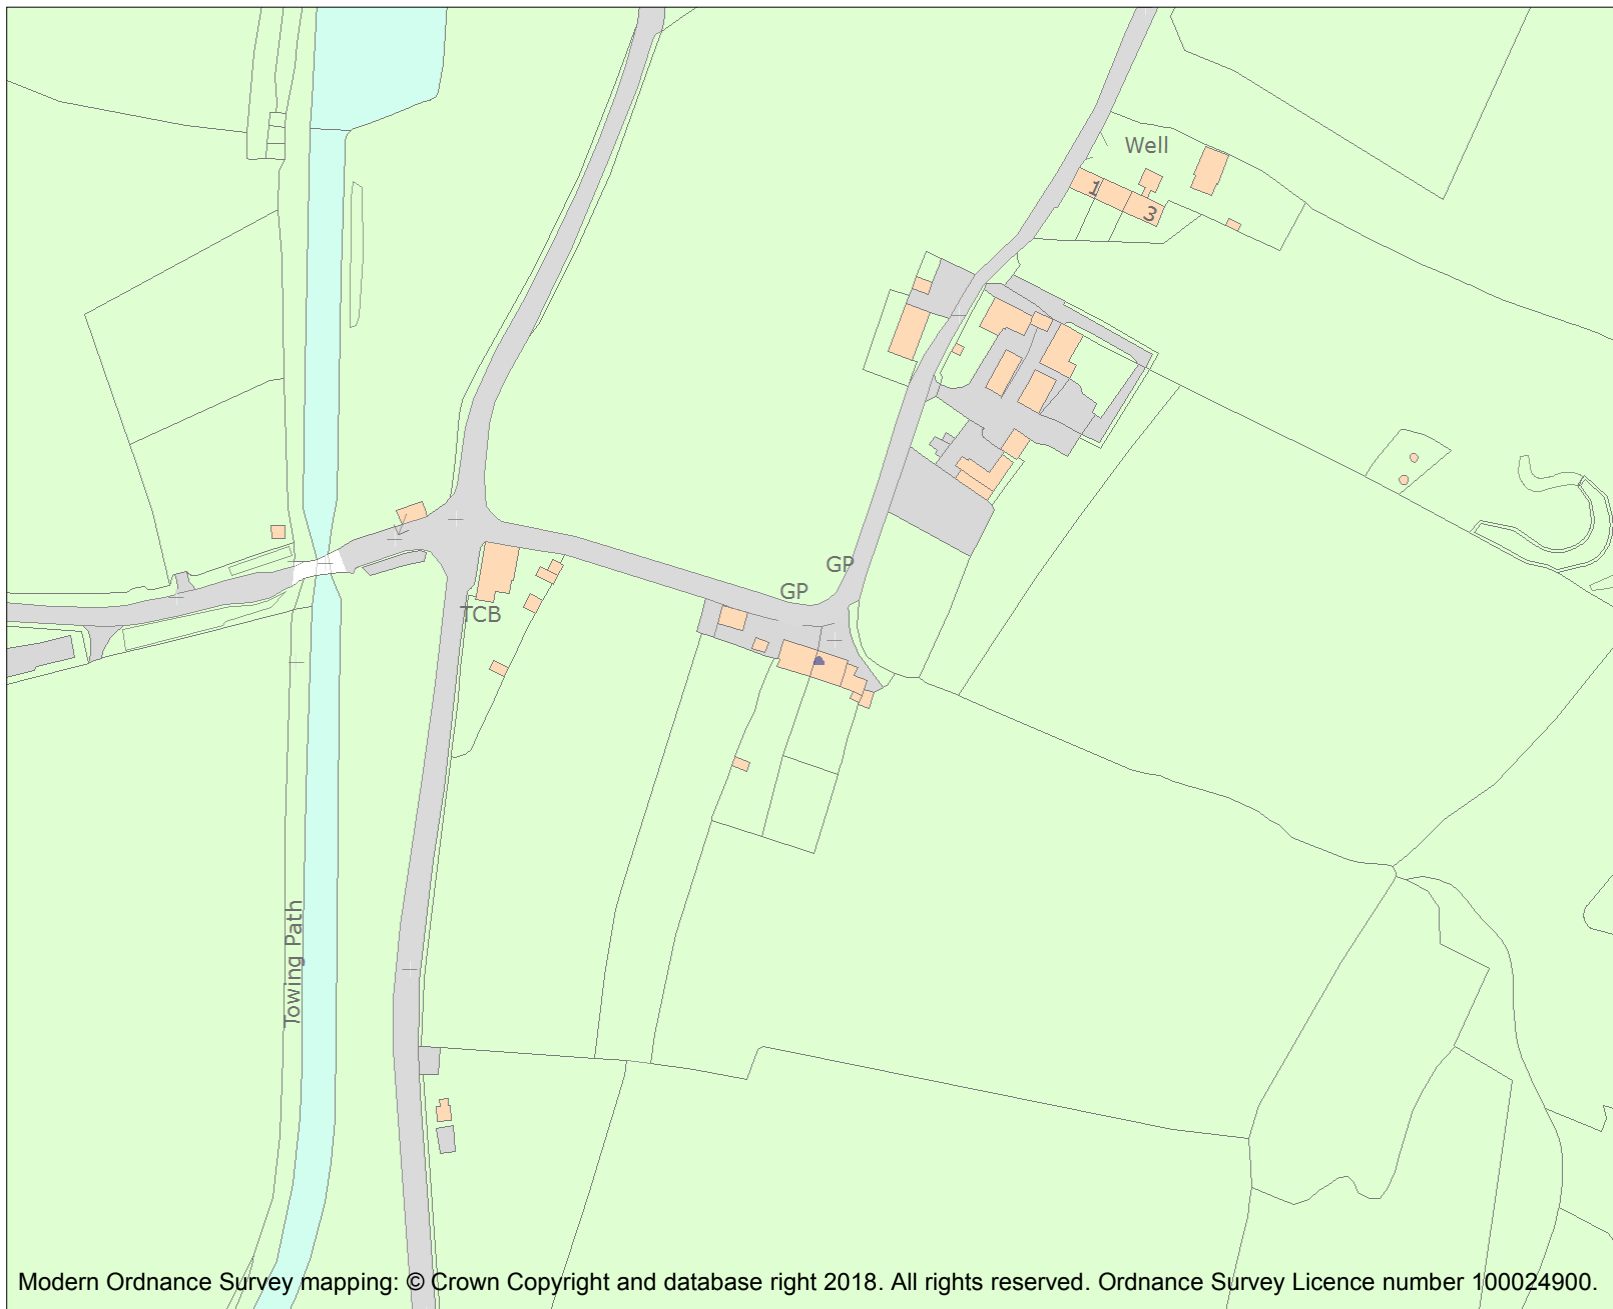 Well
1
3
GP
GP
TCB
Towing Path
Modern Ordnance Survey mapping: © Crown Copyright and database right 2018. All rights reserved. Ordnance Survey Licence number 100024900.